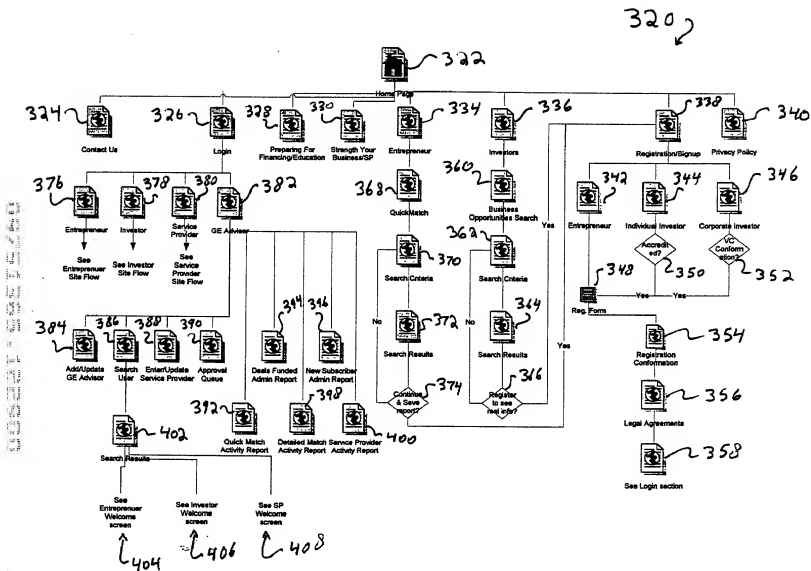 320
322
Home Page
324
326
328
330
334
336
338
340
Contact Us
Login
Preparing For
Financing/Education
Strength Your
Business/SP
Entrepreneur
Investors
Registration/Signup
Privacy Policy
376
378
380
382
368
360
342
344
346
Entrepreneur
Investor
Service
Provider
GE Advisor
QuickMatch
Business
Opportunities Search
Entrepreneur
Individual Investor
Corporate Investor
See
Entreprenuer
Site Flow
See Investor
Site Flow
See
Service
Provider
Site Flow
370
362
Search Criteria
Search Criteria
Accredit
ed?
350
VC
Conform
ation?
352
348
Reg. Form
Yes
Yes
Yes
Yes
384
386
388
390
394
396
372
364
No
No
354
Add/Update
GE Advisor
Search
User
Enter/Update
Service Provider
Approval
Queue
Deals Funded
Admin Report
New Subscriber
Admin Report
Search Results
Search Results
Registration
Conformation
374
366
Continue
& Save
report?
Register
to see
real info?
356
Legal Agreements
402
Search Results
392
398
400
Quick Match
Activity Report
Detailed Match
Activity Report
Service Provider
Activity Report
358
See Login section
See
Entreprenuer
Welcome
screen
See Investor
Welcome
screen
See SP
Welcome
screen
404
406
408